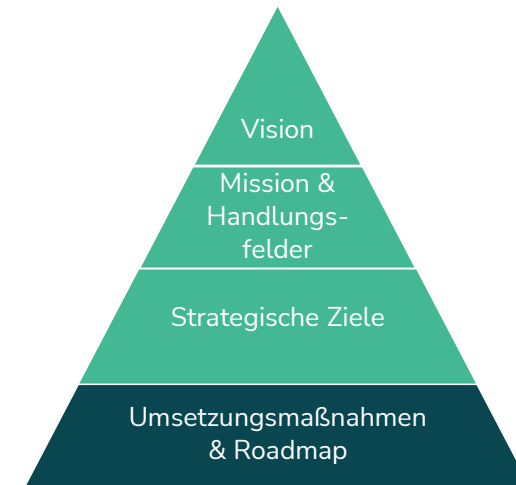 Vision
Mission &
Handlungs-
felder
Strategische Ziele
Umsetzungsmaßnahmen
& Roadmap